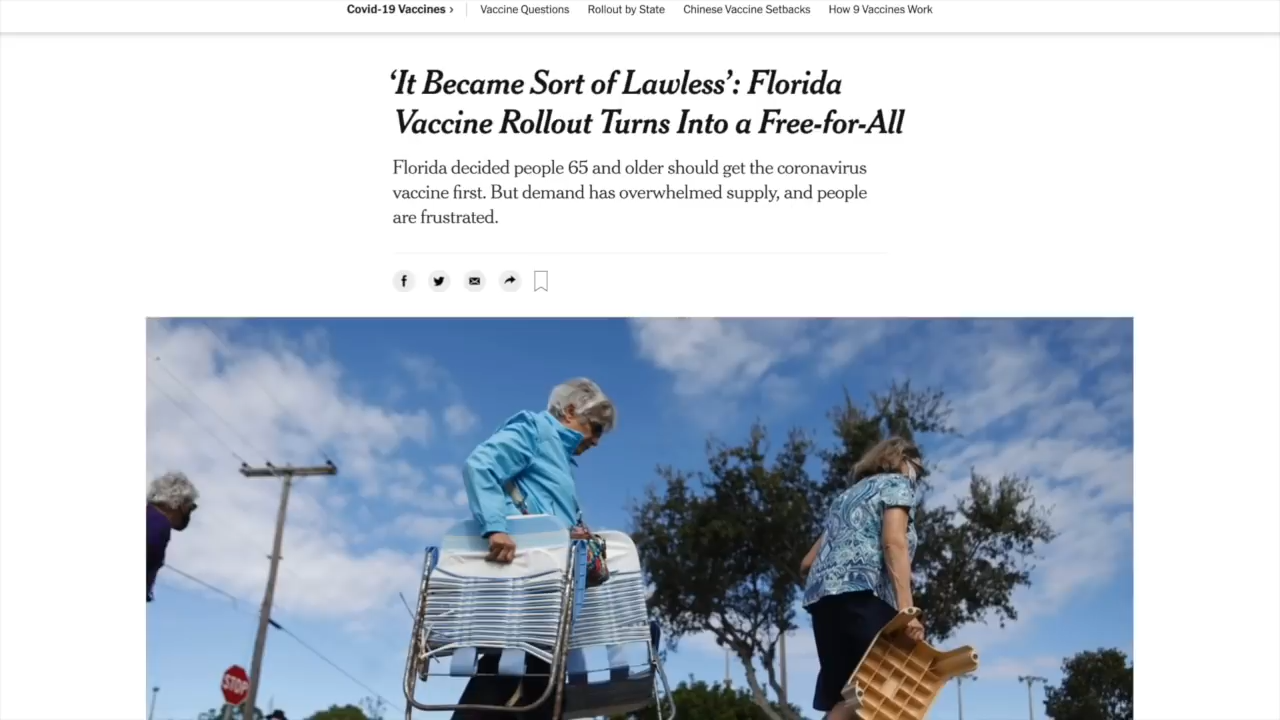 Covid-19 Vaccines › Vaccine Questions Rollout by State Chinese Vaccine Setbacks How 9 Vaccines Work
‘It Became Sort of Lawless’: Florida
Vaccine Rollout Turns Into a Free-for-All
Florida decided people 65 and older should get the coronavirus
vaccine first. But demand has overwhelmed supply, and people
are frustrated.
STOP